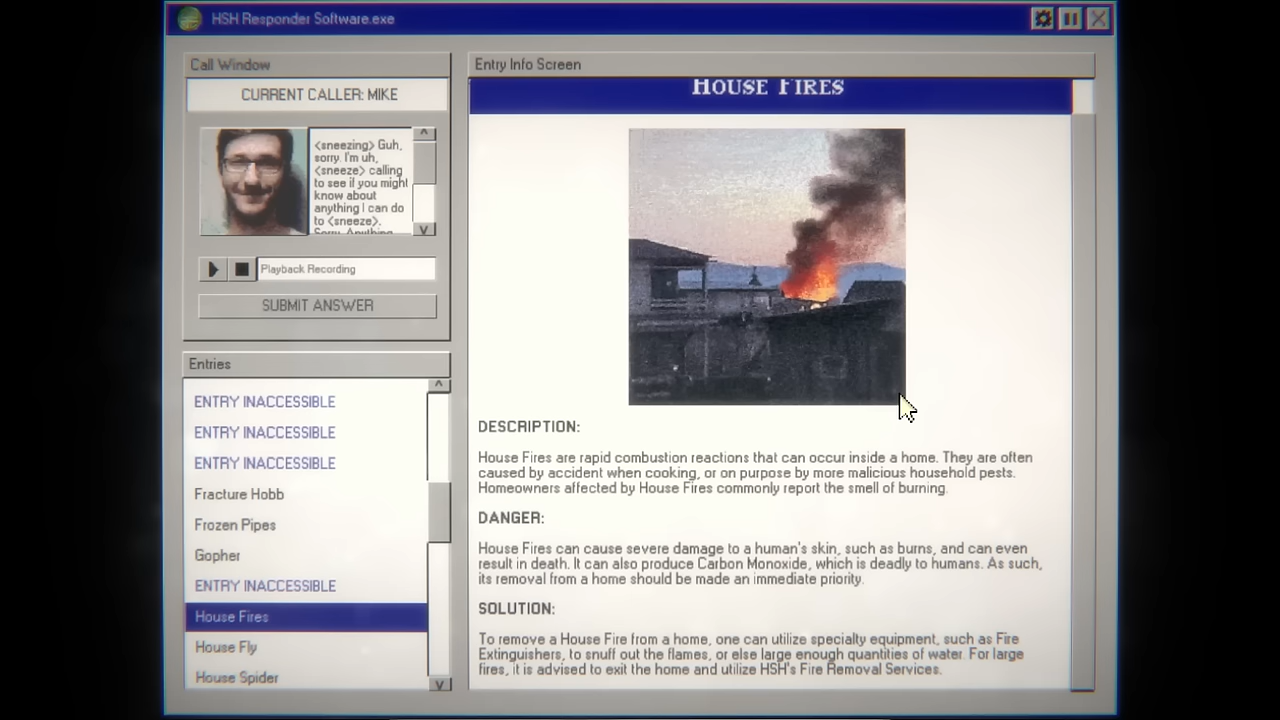 HSH Responder Software.exe
Call Window
CURRENT CALLER: MIKE
<sneezing> Guh,
sorry. I'm uh,
<sneeze> calling
to see if you might
know about
anything I can do
to <sneeze>.
Sorry. Anything
Playback Recording
SUBMIT ANSWER
Entries
ENTRY INACCESSIBLE
ENTRY INACCESSIBLE
ENTRY INACCESSIBLE
Fracture Hobb
Frozen Pipes
Gopher
ENTRY INACCESSIBLE
House Fires
House Fly
House Spider
Entry Info Screen
House Fires
DESCRIPTION:
House Fires are rapid combustion reactions that can occur inside a home. They are often
caused by accident when cooking, or on purpose by more malicious household pests.
Homeowners affected by House Fires commonly report the smell of burning.
DANGER:
House Fires can cause severe damage to a human's skin, such as burns, and can even
result in death. It can also produce Carbon Monoxide, which is deadly to humans. As such,
its removal from a home should be made an immediate priority.
SOLUTION:
To remove a House Fire from a home, one can utilize specialty equipment, such as Fire
Extinguishers, to snuff out the flames, or else large enough quantities of water. For large
fires, it is advised to exit the home and utilize HSH's Fire Removal Services.